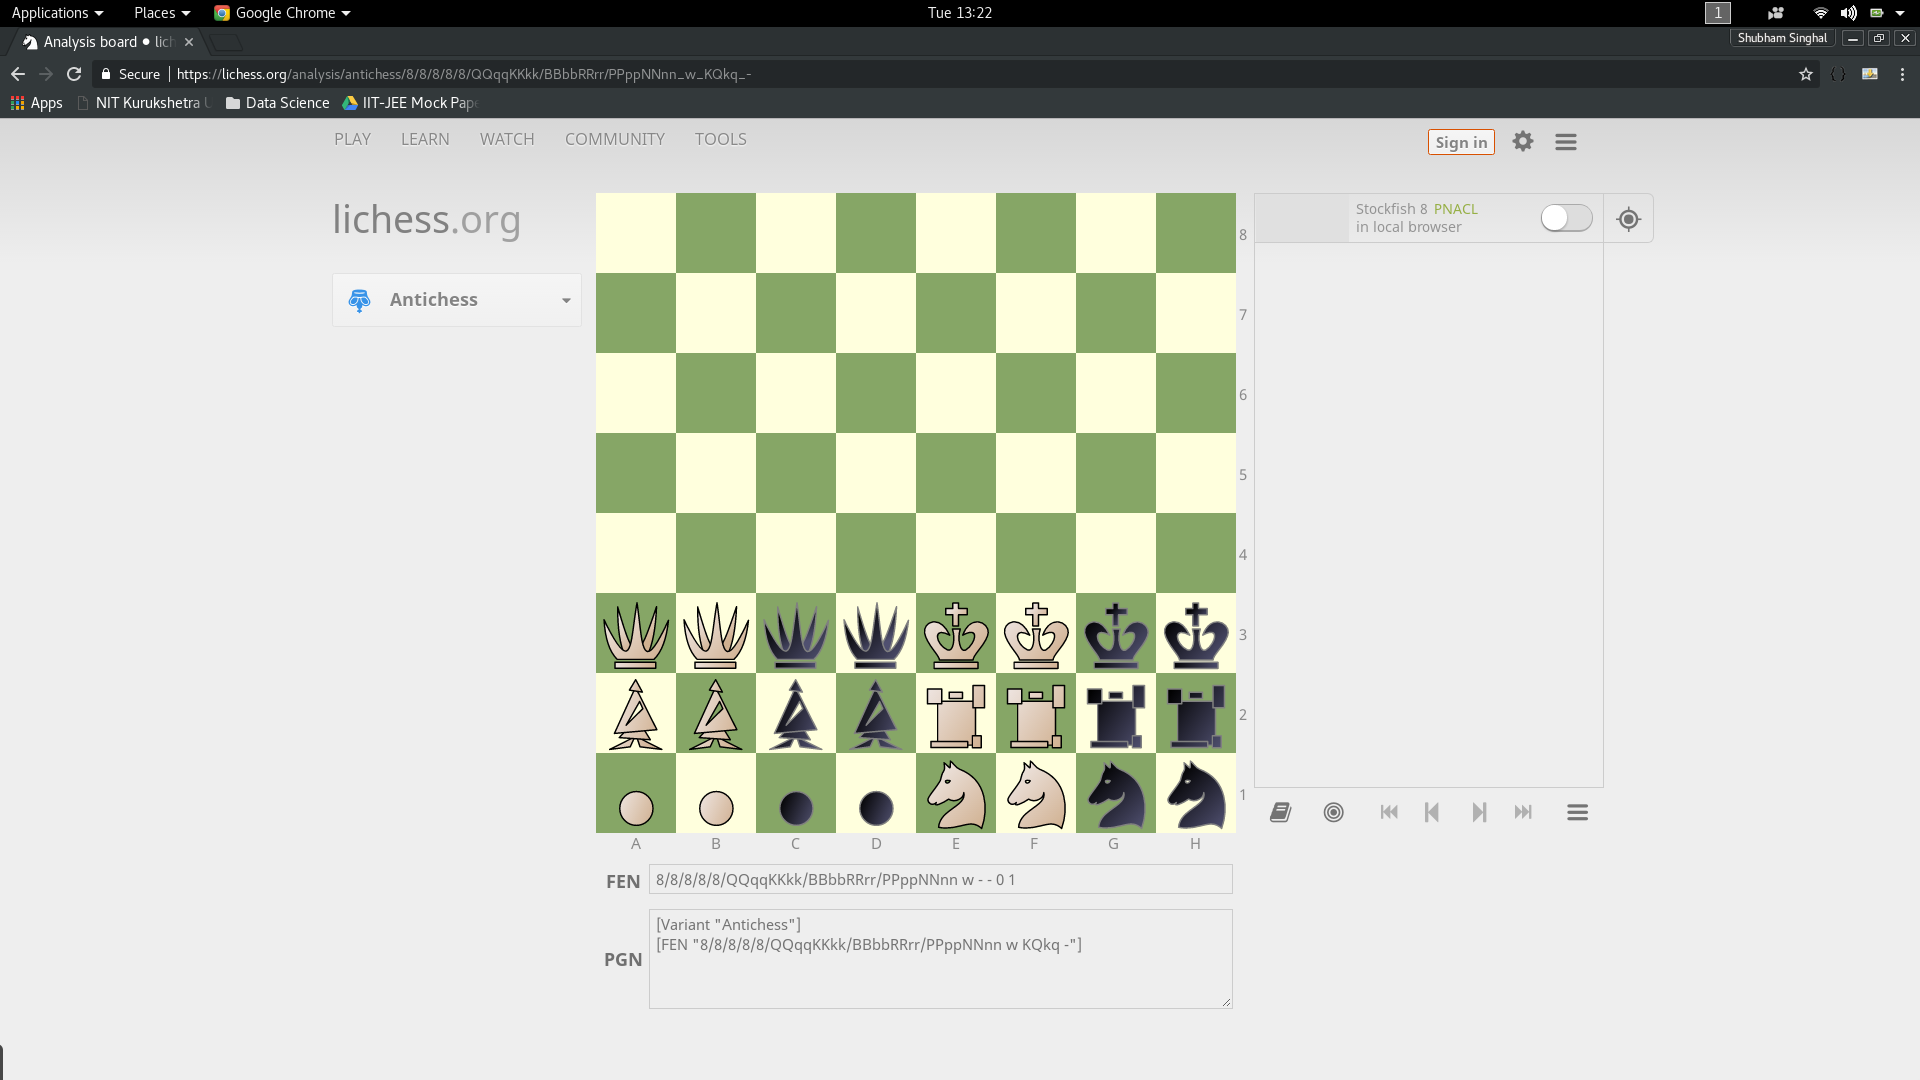 Applications Places Google Chrome Tue 13:22 1
Analysis board • lich Shubham Singhal
Secure https://lichess.org/analysis/antichess/8/8/8/8/8/QQqqKKkk/BBbbRRrr/PPppNNnn_w_KQkq_-
Apps NIT Kurukshetra U Data Science IIT-JEE Mock Pape
PLAY LEARN WATCH COMMUNITY TOOLS Sign in
lichess.org
Antichess
Stockfish 8 PNACL
in local browser
8
7
6
5
4
3
2
1
A B C D E F G H
FEN 8/8/8/8/8/QQqqKKkk/BBbbRRrr/PPppNNnn w - - 0 1
[Variant "Antichess"]
[FEN "8/8/8/8/8/QQqqKKkk/BBbbRRrr/PPppNNnn w KQkq -"]
PGN